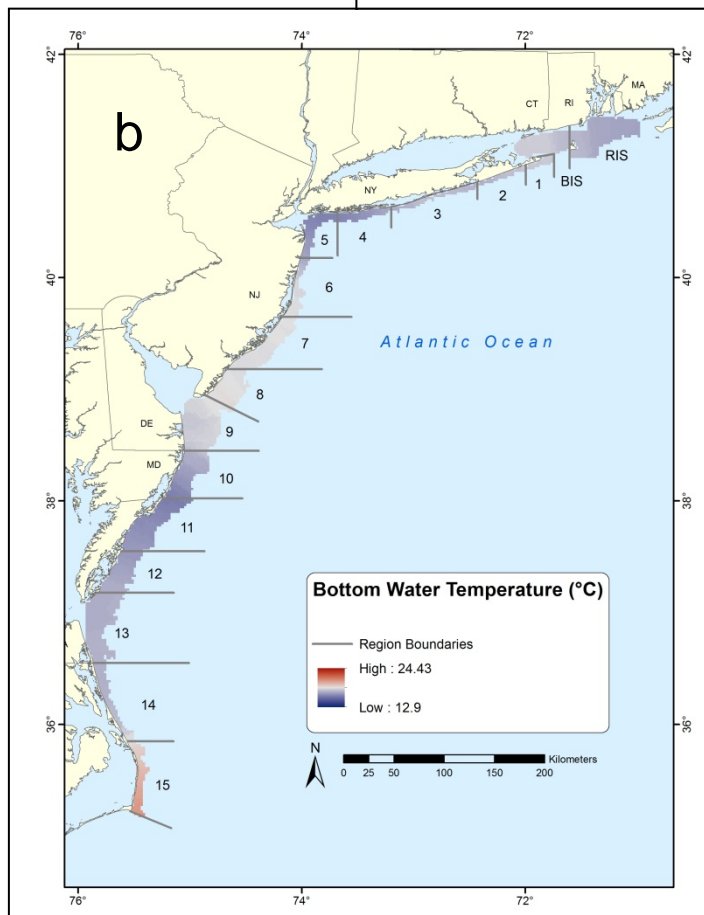 76°
74°
72°
42°
42°
b
CT
RI
MA
RIS
BIS
1
2
NY
3
4
5
40°
40°
6
NJ
7
Atlantic Ocean
8
DE
9
MD
10
38°
38°
11
12
Bottom Water Temperature (°C)
13
Region Boundaries
High : 24.43
Low : 12.9
14
36°
36°
N
Kilometers
0 25 50 100 150 200
15
76°
74°
72°